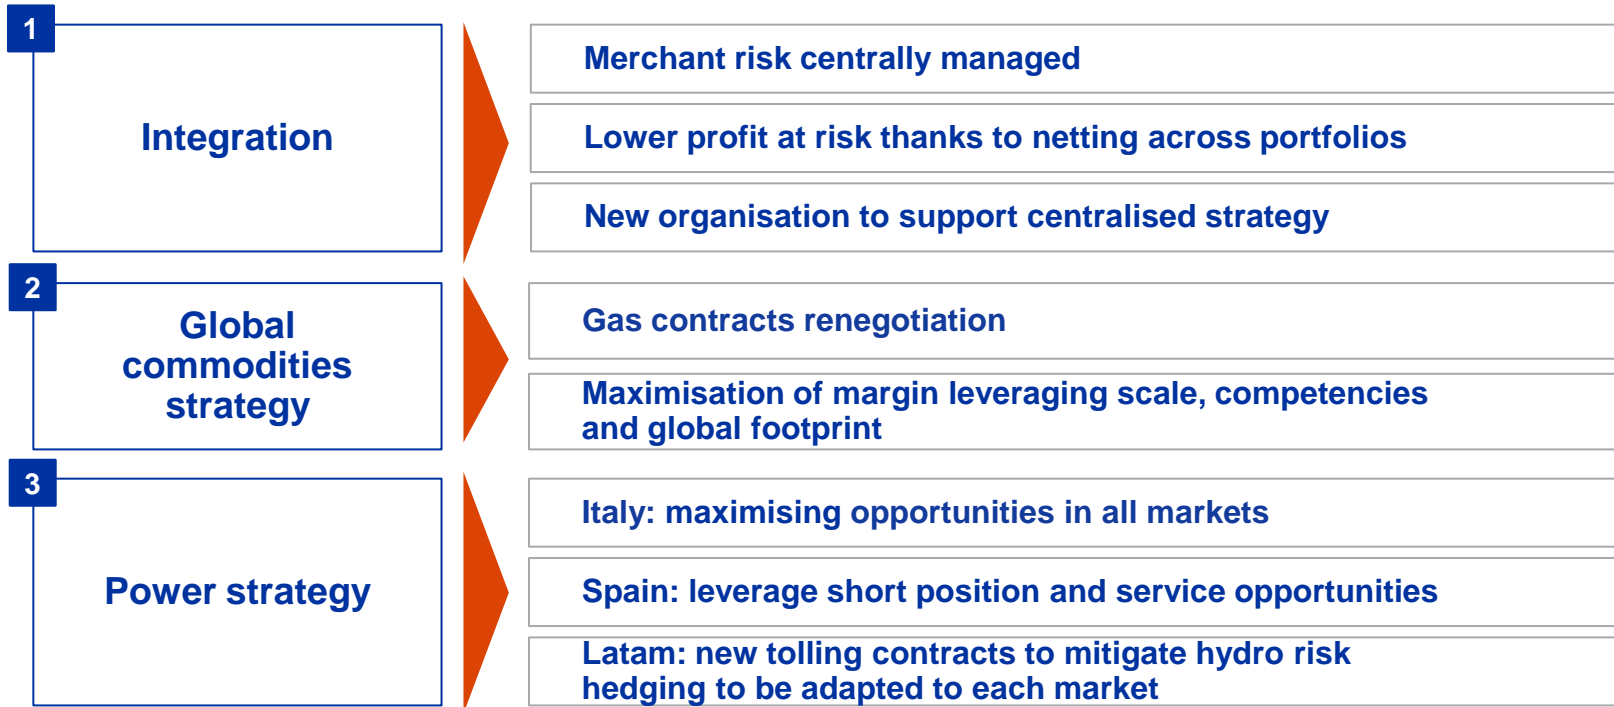 1
Integration
Merchant risk centrally managed
Lower profit at risk thanks to netting across portfolios
New organisation to support centralised strategy
2
Global
commodities
strategy
Gas contracts renegotiation
Maximisation of margin leveraging scale, competencies
and global footprint
3
Power strategy
Italy: maximising opportunities in all markets
Spain: leverage short position and service opportunities
Latam: new tolling contracts to mitigate hydro risk
hedging to be adapted to each market